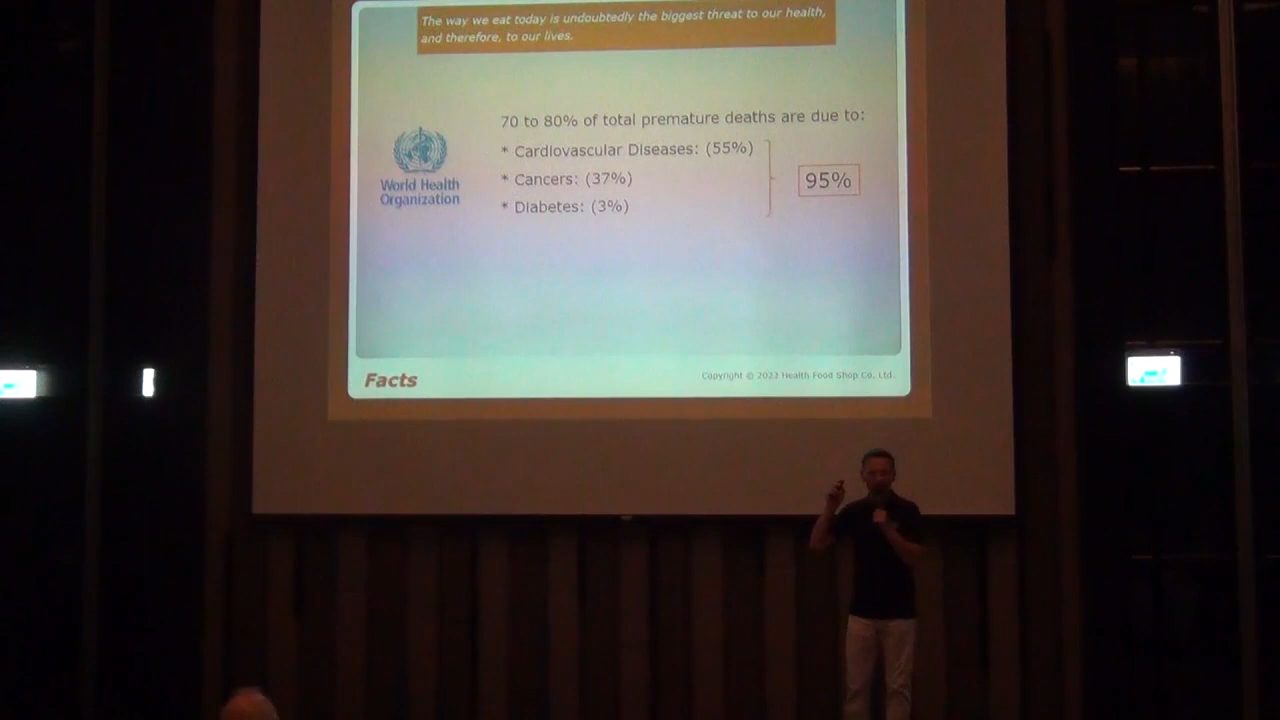 The way we eat today is undoubtedly the biggest threat to our health,
and therefore, to our lives.
70 to 80% of total premature deaths are due to:
* Cardiovascular Diseases: (55%)
* Cancers: (37%)
* Diabetes: (3%)
95%
World Health
Organization
Facts
Copyright © 2023 Health Food Shop Co. Ltd.